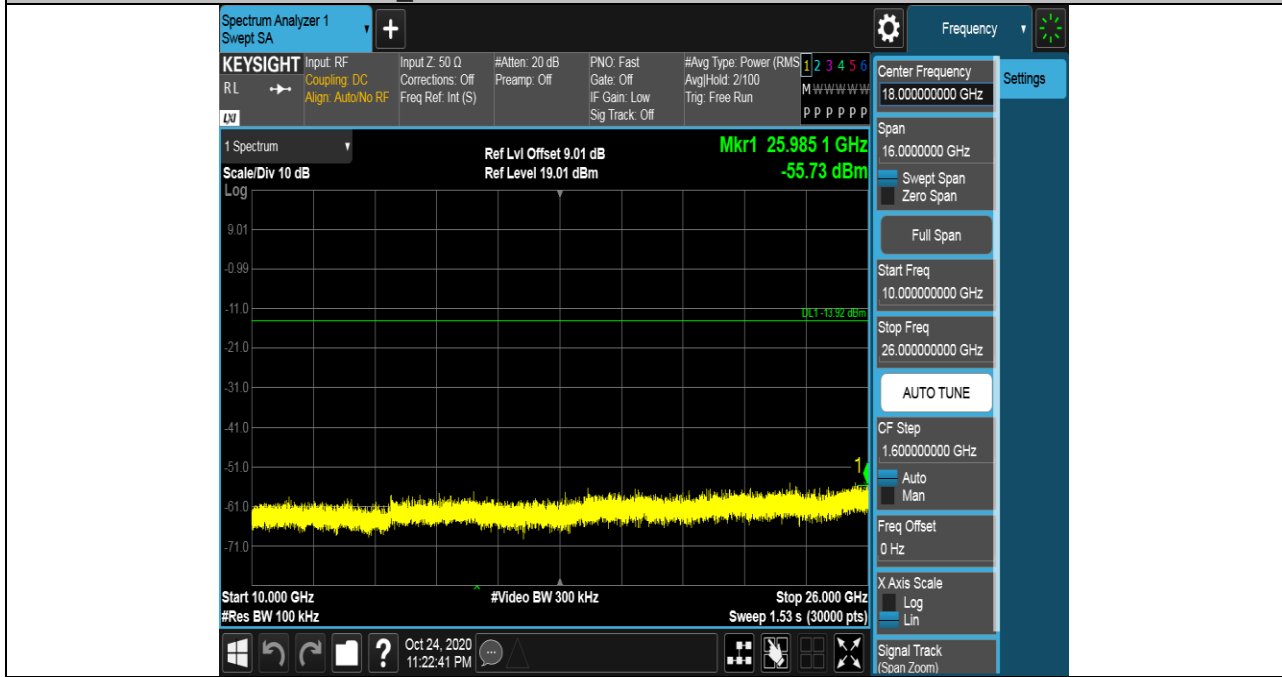 Spectrum Analyzer 1
Swept SA
+
Frequency
KEYSIGHT
RL
LXI
Input: RF
Coupling: DC
Align: Auto/No RF
Input Z: 50 Ω
Corrections: Off
Freq Ref: Int (S)
#Atten: 20 dB
Preamp: Off
PNO: Fast
Gate: Off
IF Gain: Low
Sig Track: Off
#Avg Type: Power (RMS
Avg|Hold: 2/100
Trig: Free Run
1 2 3 4 5 6
M W W W W W
P P P P P P
1 Spectrum
Scale/Div 10 dB
Log
Ref Lvl Offset 9.01 dB
Ref Level 19.01 dBm
Mkr1 25.985 1 GHz
-55.73 dBm
9.01
-0.99
-11.0
DL1 -13.92 dBm
-21.0
-31.0
-41.0
-51.0
1
-61.0
-71.0
Start 10.000 GHz
#Video BW 300 kHz
Stop 26.000 GHz
#Res BW 100 kHz
Sweep 1.53 s (30000 pts)
?
Oct 24, 2020
11:22:41 PM
Center Frequency
18.000000000 GHz
Settings
Span
16.0000000 GHz
Swept Span
Zero Span
Full Span
Start Freq
10.000000000 GHz
Stop Freq
26.000000000 GHz
AUTO TUNE
CF Step
1.600000000 GHz
Auto
Man
Freq Offset
0 Hz
X Axis Scale
Log
Lin
Signal Track
(Span Zoom)